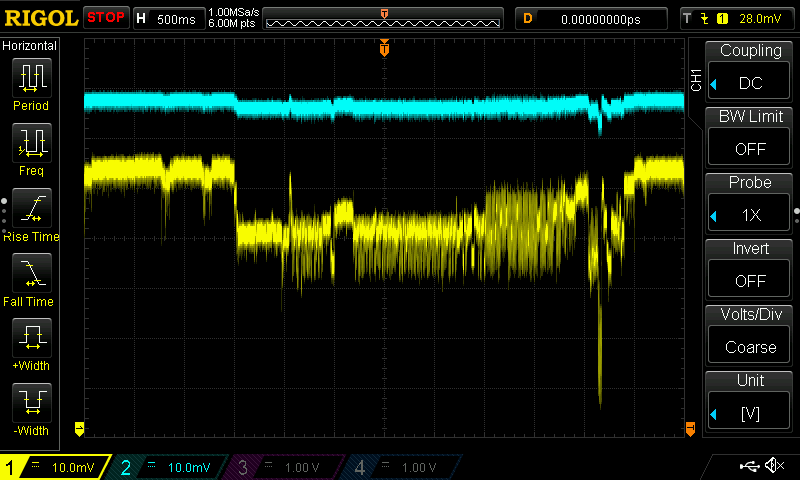 RIGOL STOP H 500ms 1.00MSa/s 6.00M pts D 0.00000000ps T 1 28.0mV
T
Horizontal
Period
Freq
Rise Time
Fall Time
+Width
-Width
CH1
Coupling
DC
BW Limit
OFF
Probe
1X
Invert
OFF
Volts/Div
Coarse
Unit
[V]
T
1 = 10.0mV 2 = 10.0mV 3 = 1.00 V 4 = 1.00 V